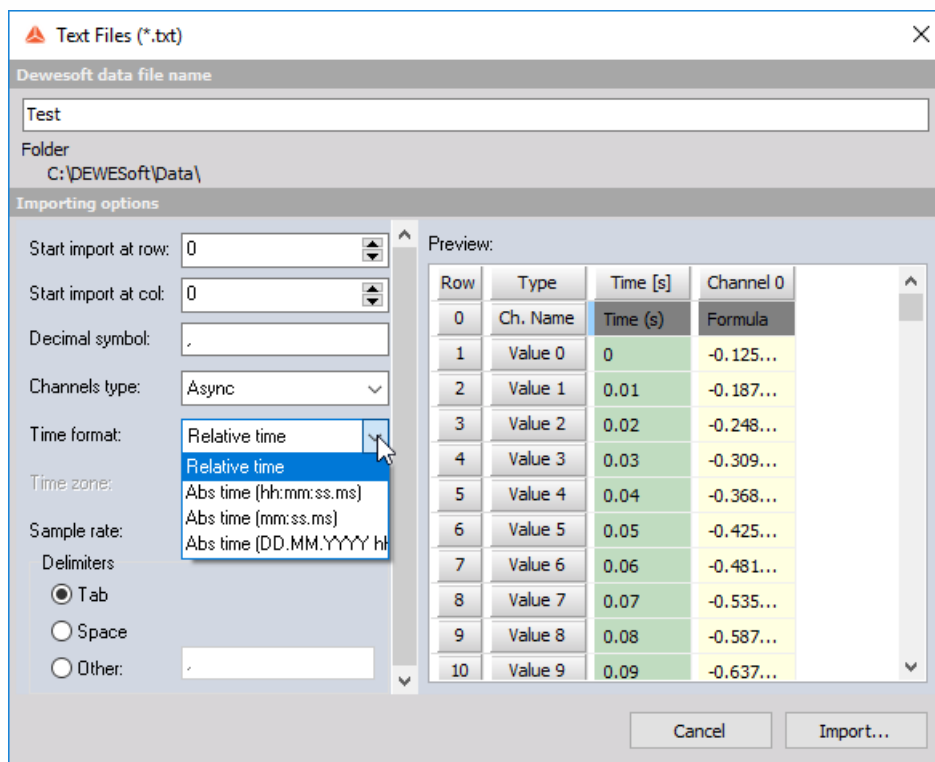 Text Files (*.txt)
Dewesoft data file name
Test
Folder
C:\DEWESoft\Data\
Importing options
Start import at row: 0
Start import at col: 0
Decimal symbol: ,
Channels type: Async
Time format: Relative time
Relative time
Abs time (hh:mm:ss.ms)
Abs time (mm:ss.ms)
Abs time (DD.MM.YYYY hh
Time zone:
Sample rate:
Delimiters
Tab
Space
Other: ,
Preview:
Row Type Time [s] Channel 0
0 Ch. Name Time (s) Formula
1 Value 0 0 -0.125...
2 Value 1 0.01 -0.187...
3 Value 2 0.02 -0.248...
4 Value 3 0.03 -0.309...
5 Value 4 0.04 -0.368...
6 Value 5 0.05 -0.425...
7 Value 6 0.06 -0.481...
8 Value 7 0.07 -0.535...
9 Value 8 0.08 -0.587...
10 Value 9 0.09 -0.637...
Cancel Import...